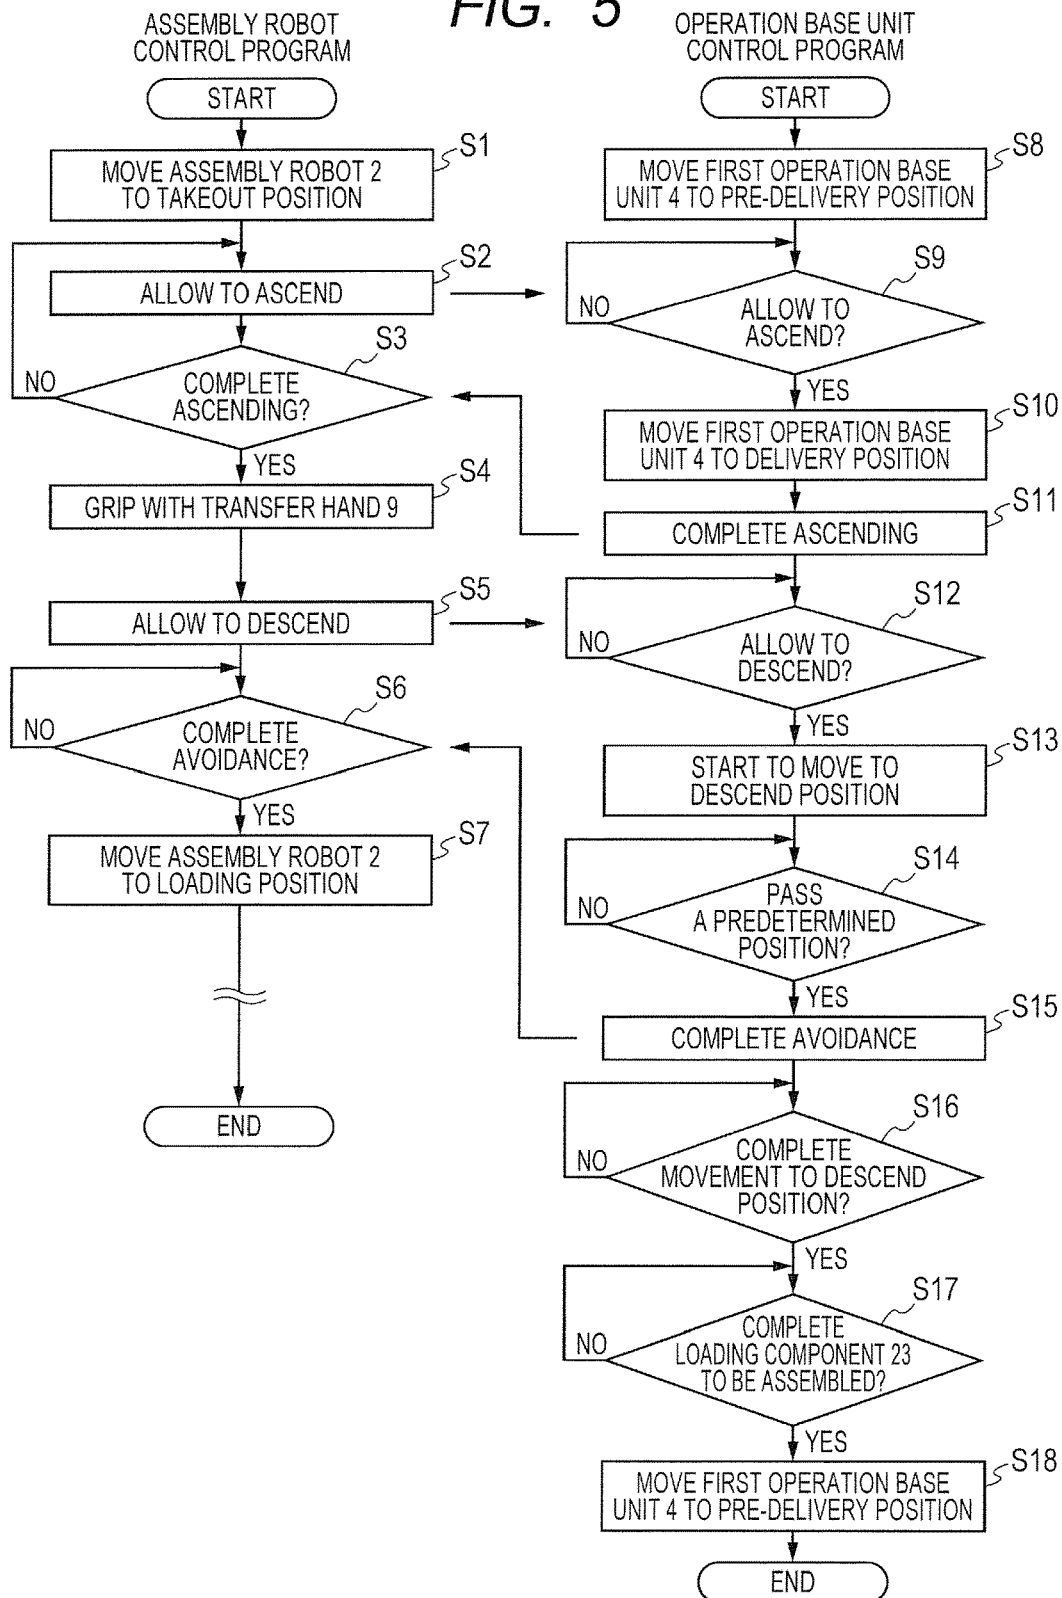 FIG. 5
ASSEMBLY ROBOT
CONTROL PROGRAM
START
S1
MOVE ASSEMBLY ROBOT 2
TO TAKEOUT POSITION
S2
ALLOW TO ASCEND
S3
COMPLETE
ASCENDING?
NO
YES
S4
GRIP WITH TRANSFER HAND 9
S5
ALLOW TO DESCEND
S6
COMPLETE
AVOIDANCE?
NO
YES
S7
MOVE ASSEMBLY ROBOT 2
TO LOADING POSITION
END
OPERATION BASE UNIT
CONTROL PROGRAM
START
S8
MOVE FIRST OPERATION BASE
UNIT 4 TO PRE-DELIVERY POSITION
S9
ALLOW TO
ASCEND?
NO
YES
S10
MOVE FIRST OPERATION BASE
UNIT 4 TO DELIVERY POSITION
S11
COMPLETE ASCENDING
S12
ALLOW TO
DESCEND?
NO
YES
S13
START TO MOVE TO
DESCEND POSITION
S14
PASS
A PREDETERMINED
POSITION?
NO
YES
S15
COMPLETE AVOIDANCE
S16
COMPLETE
MOVEMENT TO DESCEND
POSITION?
NO
YES
S17
COMPLETE
LOADING COMPONENT 23
TO BE ASSEMBLED?
NO
YES
S18
MOVE FIRST OPERATION BASE
UNIT 4 TO PRE-DELIVERY POSITION
END